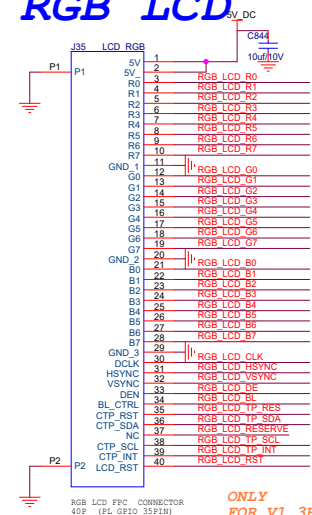 RGB LCD
5V_DC
C844
10uf/10V
J35 LCD_RGB
P1 P1
5V 1
5V_ 2
R0 3 RGB_LCD_R0
R1 4 RGB_LCD_R1
R2 5 RGB_LCD_R2
R3 6 RGB_LCD_R3
R4 7 RGB_LCD_R4
R5 8 RGB_LCD_R5
R6 9 RGB_LCD_R6
R7 10 RGB_LCD_R7
GND_1 11
G0 12 RGB_LCD_G0
G1 13 RGB_LCD_G1
G2 14 RGB_LCD_G2
G3 15 RGB_LCD_G3
G4 16 RGB_LCD_G4
G5 17 RGB_LCD_G5
G6 18 RGB_LCD_G6
G7 19 RGB_LCD_G7
GND_2 20
B0 21 RGB_LCD_B0
B1 22 RGB_LCD_B1
B2 23 RGB_LCD_B2
B3 24 RGB_LCD_B3
B4 25 RGB_LCD_B4
B5 26 RGB_LCD_B5
B6 27 RGB_LCD_B6
B7 28 RGB_LCD_B7
GND_3 29
DCLK 30 RGB_LCD_CLK
HSYNC 31 RGB_LCD_HSYNC
VSYNC 32 RGB_LCD_VSYNC
DEN 33 RGB_LCD_DE
BL_CTRL 34 RGB_LCD_BL
CTP_RST 35 RGB_LCD_TP_RES
CTP_SDA 36 RGB_LCD_TP_SDA
NC 37 RGB_LCD_RESERVE
CTP_SCL 38 RGB_LCD_TP_SCL
CTP_INT 39 RGB_LCD_TP_INT
LCD_RST 40 RGB_LCD_RST
P2 P2
RGB LCD FPC CONNECTOR
40P (PL GPIO 35PIN)
ONLY
FOR V1.3